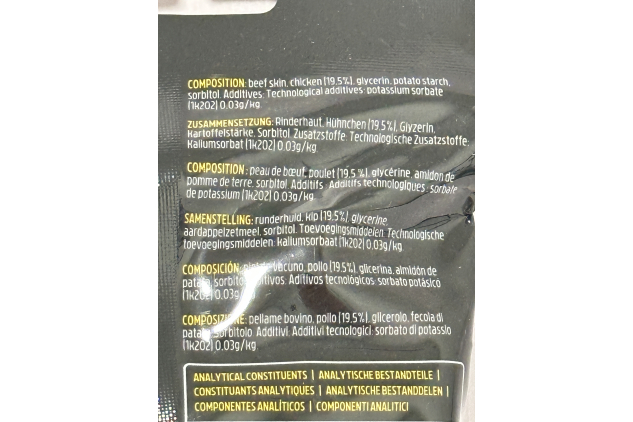 COMPOSITION: beef skin, chicken (19.5%), glycerin, potato starch,
sorbitol. Additives: Technological additives: potassium sorbate
(1k202) 0.03g/kg
ZUSAMMENSETZUNG: Rinderhaut, Hühnchen (19.5%), Glyzerin,
Kartoffelstärke, Sorbitol. Zusatzstoffe: Technologische Zusatzstoffe:
Kaliumsorbat (1k202) 0.03g/kg
COMPOSITION: peau de bœuf, poulet (19.5 %), glycérine, amidon de
pomme de terre, sorbitol. Additifs: Additifs technologiques: sorbate
de potassium (1k202) 0.03g/kg
SAMENSTELLING: runderhuid, kip (19.5%), glycerine,
aardappelzetmeel, sorbitol. Toevoegingsmiddelen: Technologische
toevoegingsmiddelen: kaliumsorbaat (1k202) 0.03g/kg
COMPOSICIÓN: vacuno, pollo (19.5%), glicerina, almidón de
Aditivos tecnológicos: sorbato potásico
(1k202) 0.03g/kg
COMPOSIZIONE: pellame bovino, pollo (19.5%), glicerolo, fecola di
sorbitolo. Additivi: Additivi tecnologici: sorbato di potassio
(1k202) 0.03g/kg
ANALYTICAL CONSTITUENTS | ANALYTISCHE BESTANDTEILE |
CONSTITUANTS ANALYTIQUES | ANALYTISCHE BESTANDDELEN |
COMPONENTES ANALÍTICOS | COMPONENTI ANALITICI